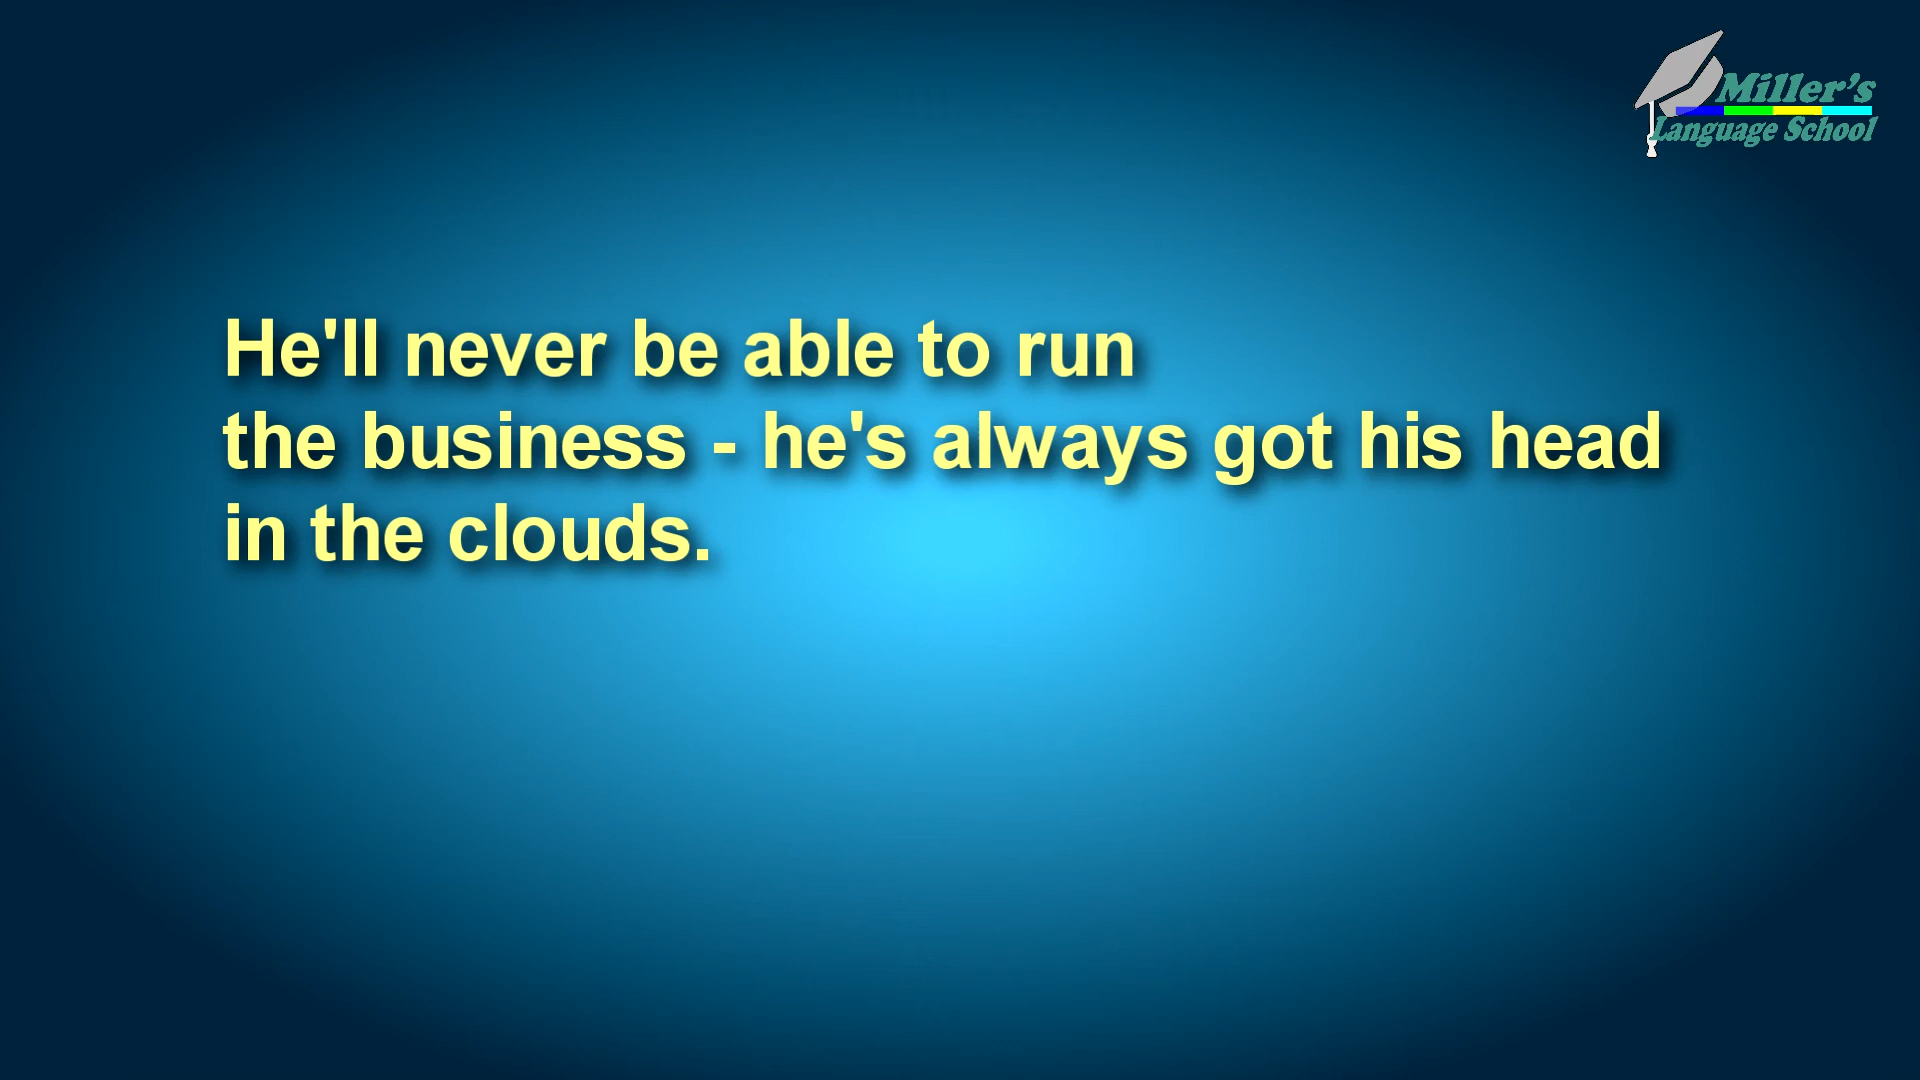 Miller's
Language School
He'll never be able to run
the business - he's always got his head
in the clouds.